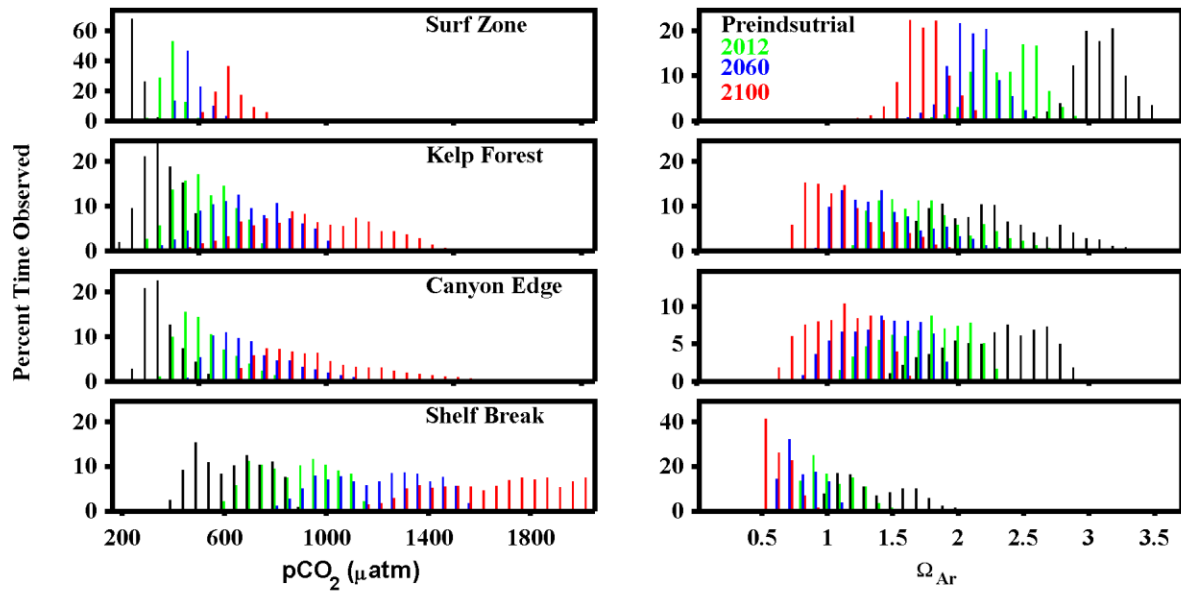 Percent Time Observed
Surf Zone
60
40
20
0
Kelp Forest
20
10
0
Canyon Edge
20
10
0
Shelf Break
20
10
0
200 600 1000 1400 1800
pCO2 (μatm)
Preindsutrial
2012
2060
2100
20
10
0
20
10
0
10
5
0
40
20
0
0.5 1 1.5 2 2.5 3 3.5
Ω Ar